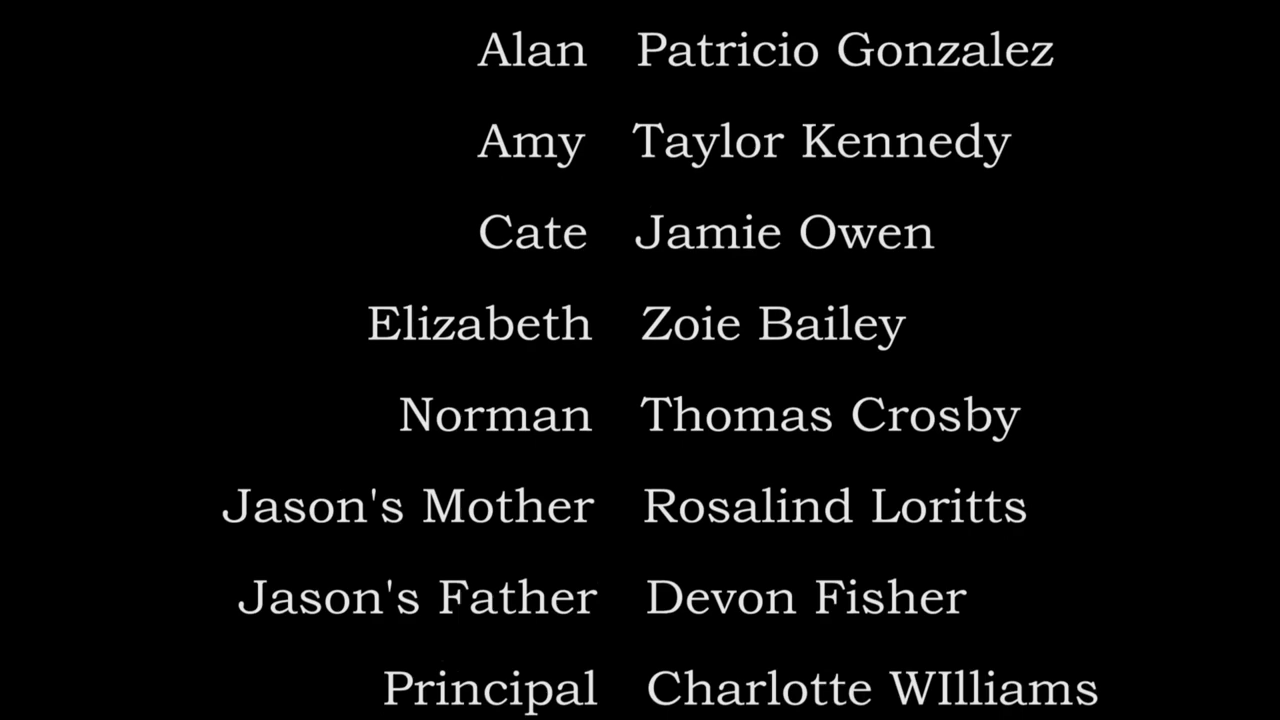 Alan Patricio Gonzalez
Amy Taylor Kennedy
Cate Jamie Owen
Elizabeth Zoie Bailey
Norman Thomas Crosby
Jason's Mother Rosalind Loritts
Jason's Father Devon Fisher
Principal Charlotte WIlliams